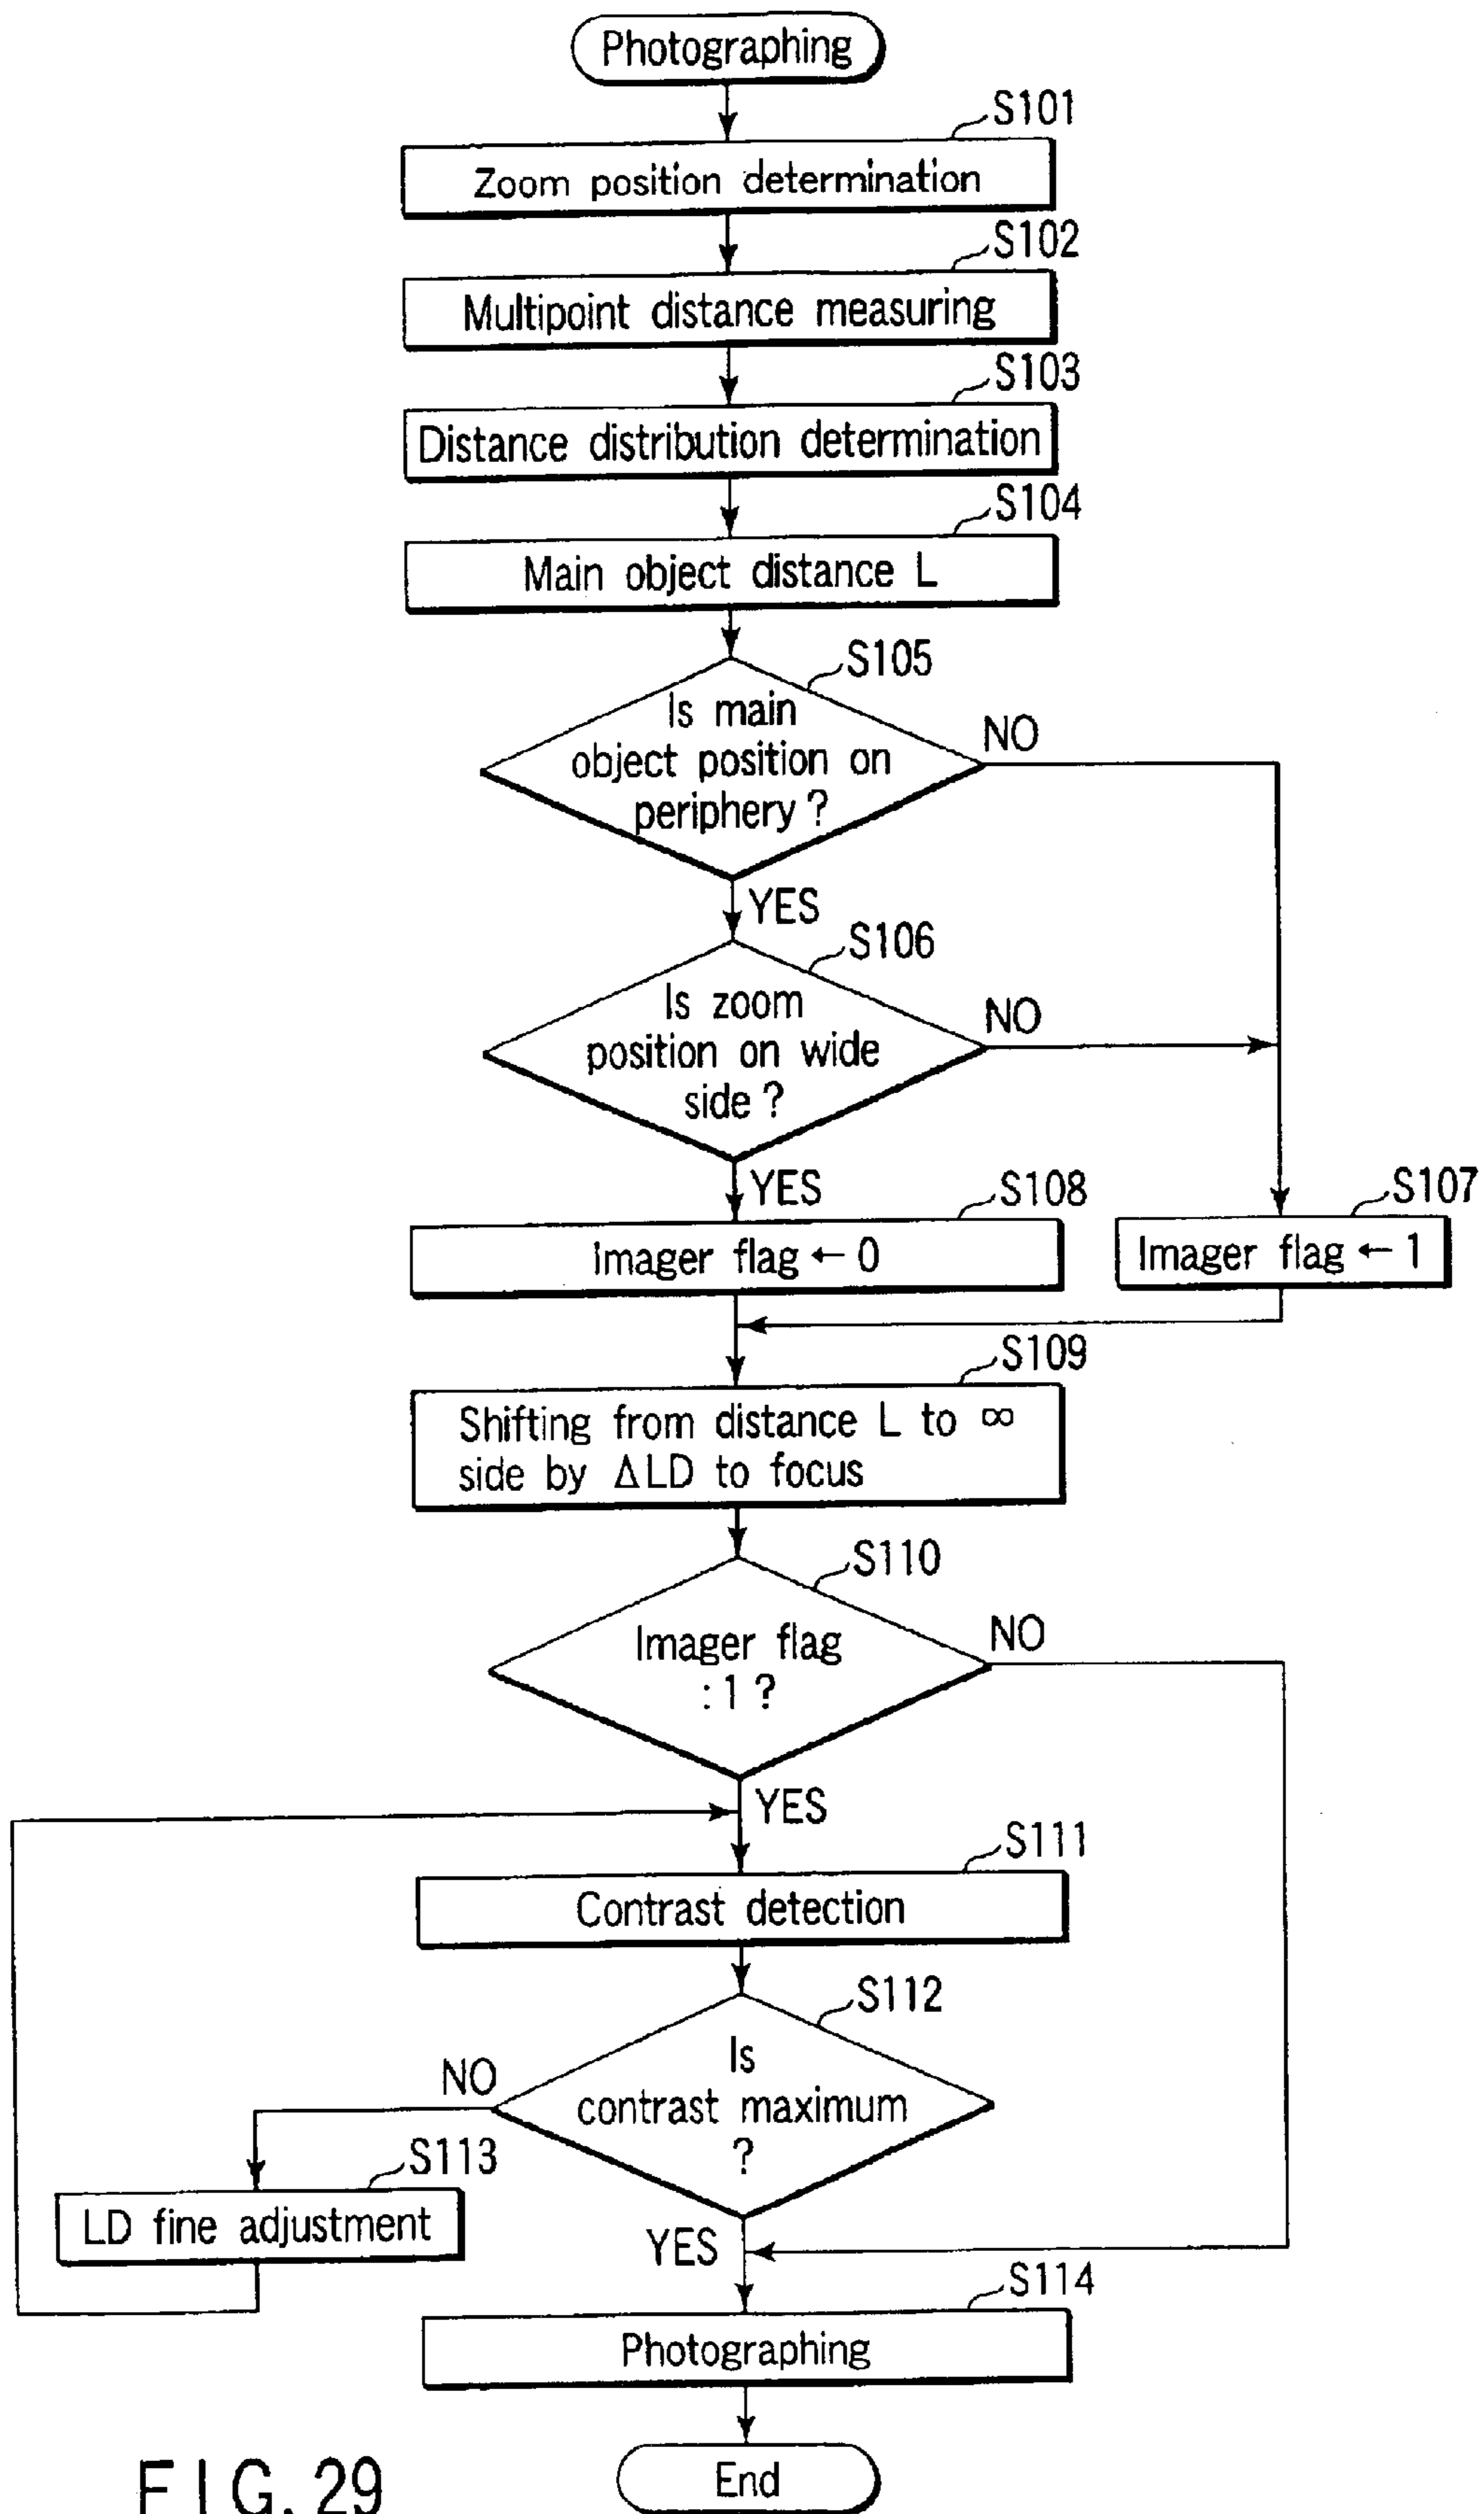 Photographing
S101
Zoom position determination
S102
Multipoint distance measuring
S103
Distance distribution determination
S104
Main object distance L
S105
Is main
object position on
periphery ?
NO
YES
S106
Is zoom
position on wide
side ?
NO
YES
S108
Imager flag ← 0
S107
Imager flag ← 1
S109
Shifting from distance L to ∞
side by ΔLD to focus
S110
Imager flag
: 1 ?
NO
YES
S111
Contrast detection
S112
Is
contrast maximum
?
NO
S113
LD fine adjustment
YES
S114
Photographing
End
FIG. 29